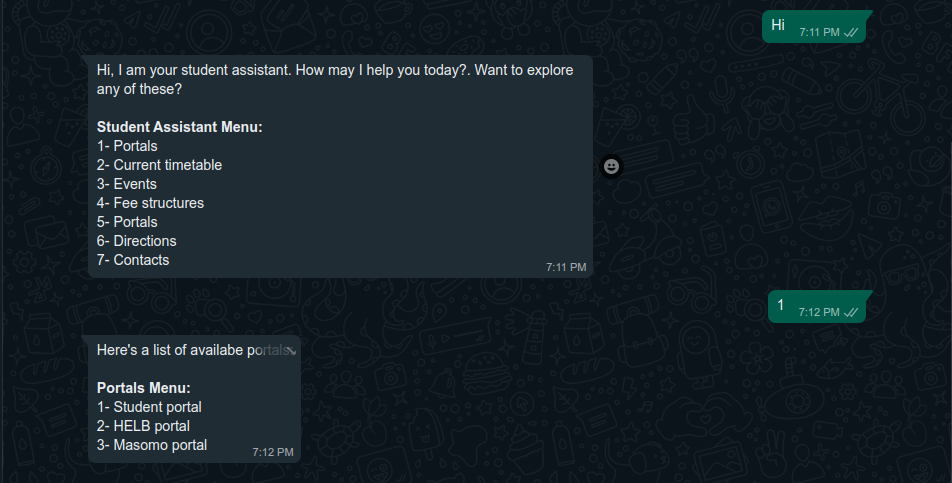 Hi
7:11 PM
Hi, I am your student assistant. How may I help you today?. Want to explore
any of these?
Student Assistant Menu:
1- Portals
2- Current timetable
3- Events
4- Fee structures
5- Portals
6- Directions
7- Contacts
7:11 PM
1
7:12 PM
Here's a list of availabe portals
Portals Menu:
1- Student portal
2- HELB portal
3- Masomo portal
7:12 PM